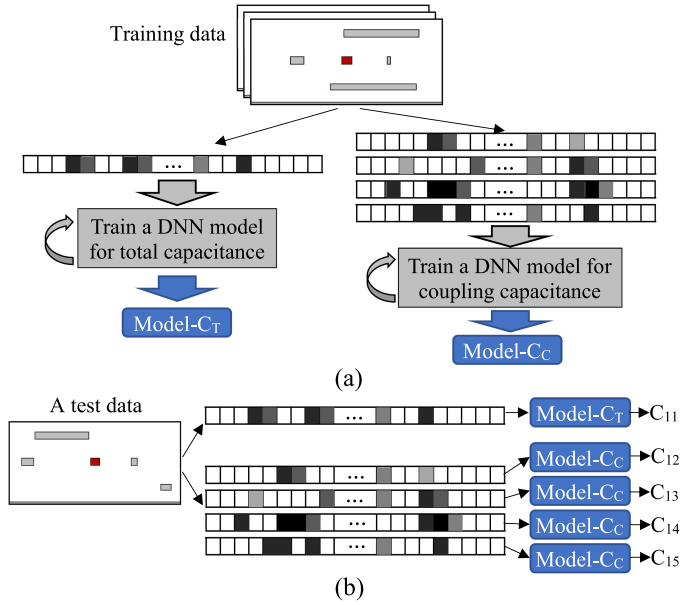 Training data
...
...
...
...
...
Train a DNN model
for total capacitance
Train a DNN model for
coupling capacitance
Model-C_T
Model-C_C
(a)
A test data
... Model-C_T C_11
... Model-C_C C_12
... Model-C_C C_13
... Model-C_C C_14
... Model-C_C C_15
(b)